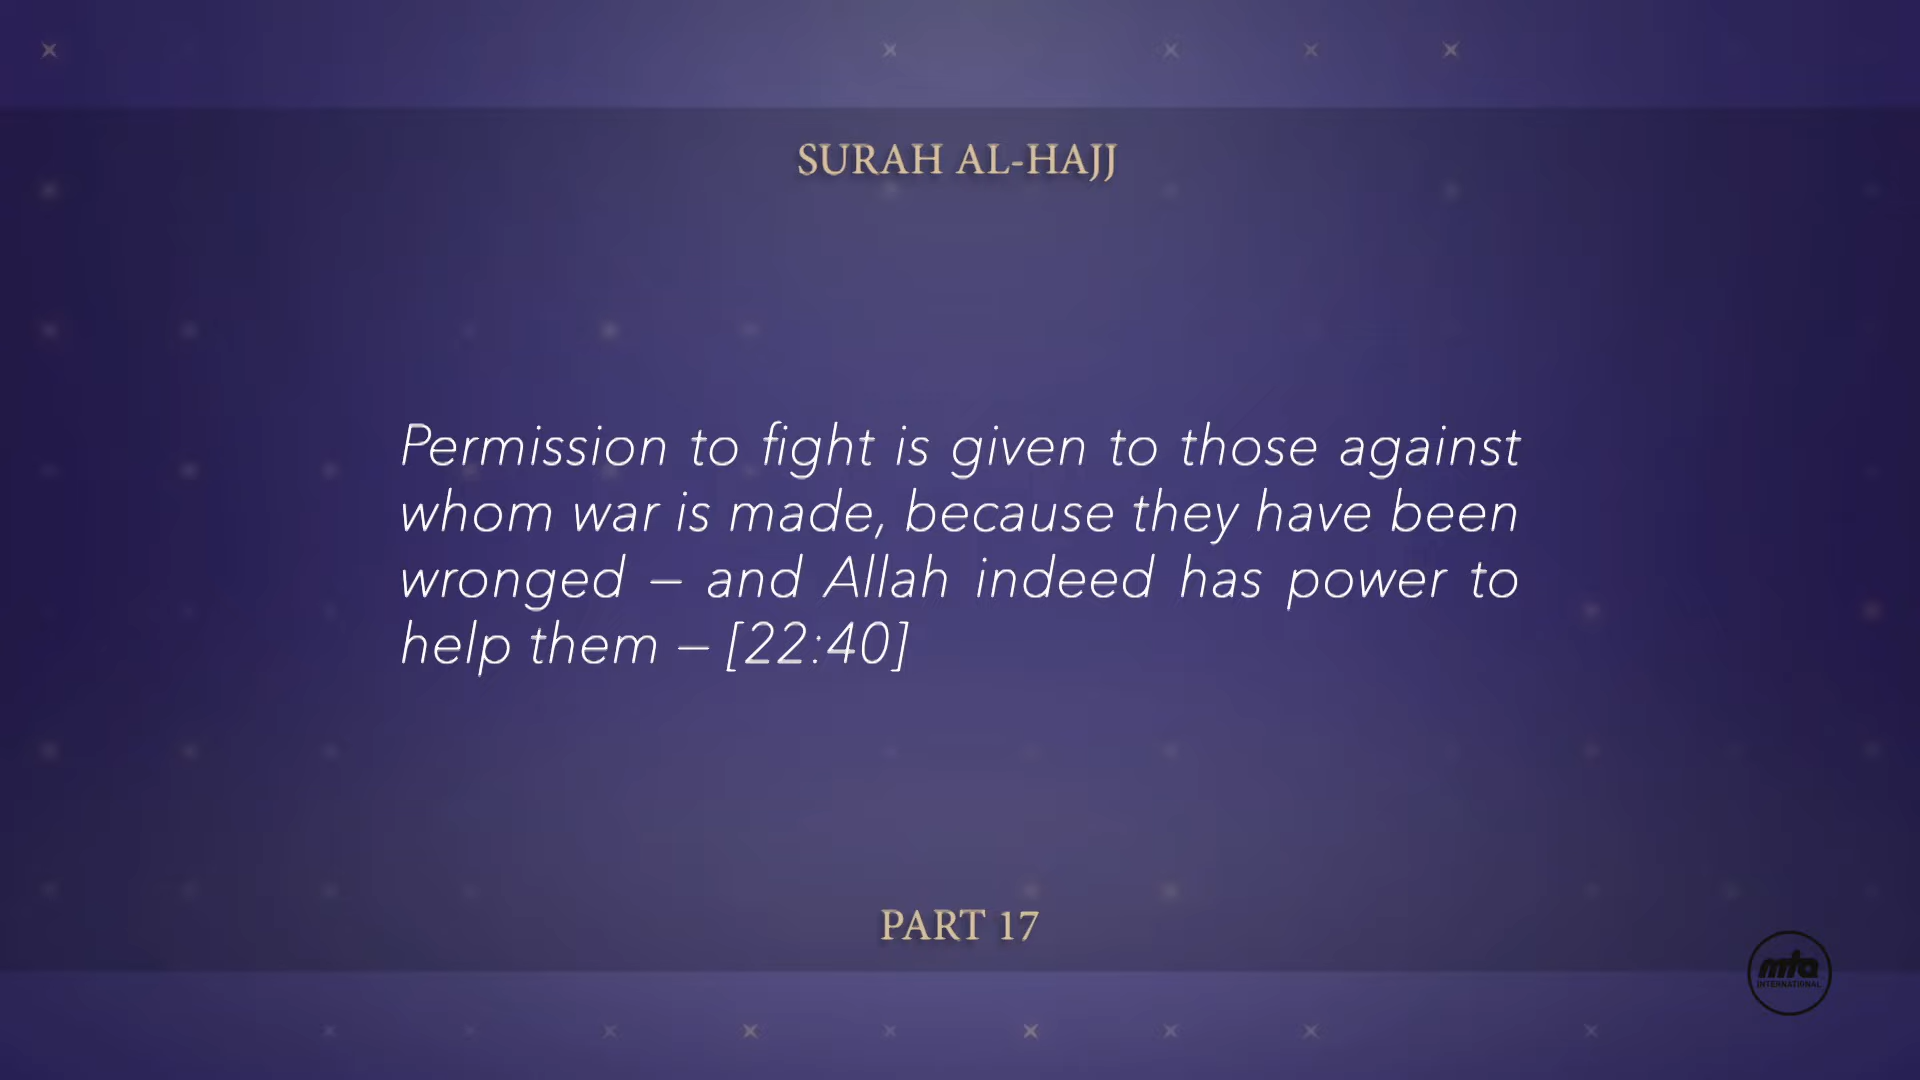 SURAH AL-HAJJ
Permission to fight is given to those against
whom war is made, because they have been
wronged – and Allah indeed has power to
help them – [22:40]
PART 17
mta
INTERNATIONAL